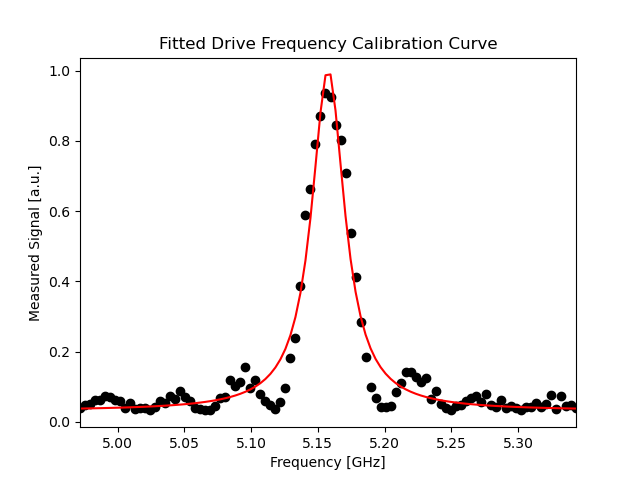 Fitted Drive Frequency Calibration Curve
Measured Signal [a.u.]
1.0
0.8
0.6
0.4
0.2
0.0
5.00 5.05 5.10 5.15 5.20 5.25 5.30
Frequency [GHz]